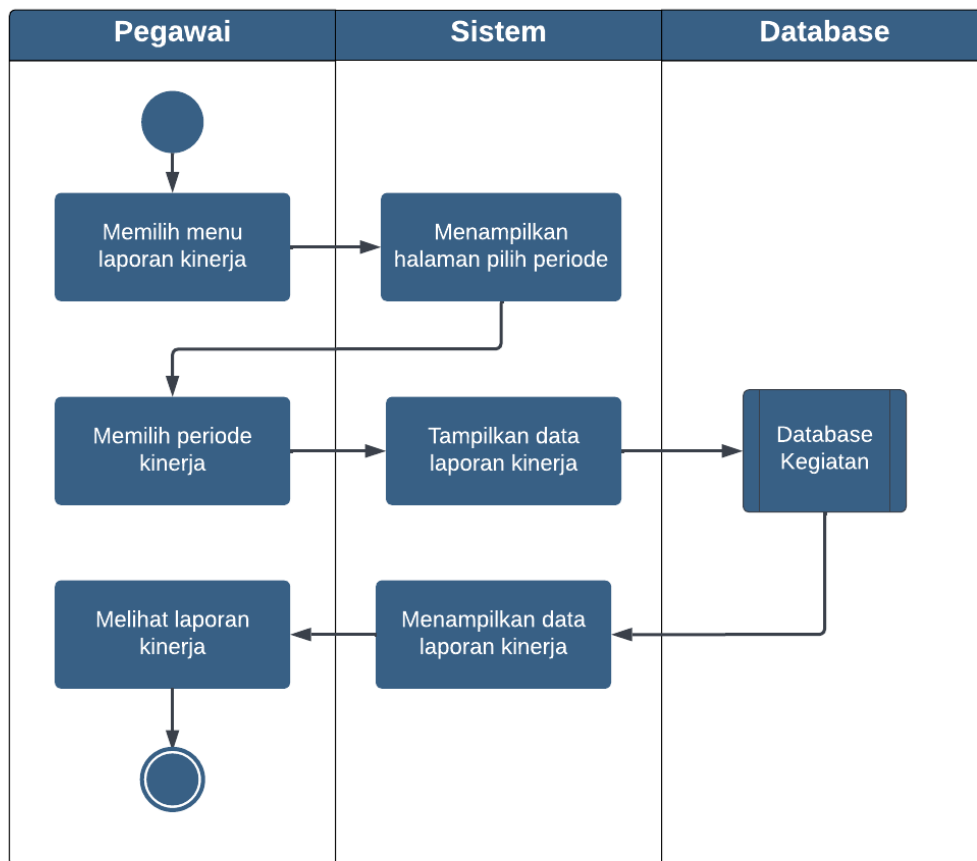 Pegawai
Sistem
Database
Memilih menu
laporan kinerja
Menampilkan
halaman pilih periode
Memilih periode
kinerja
Tampilkan data
laporan kinerja
Database
Kegiatan
Melihat laporan
kinerja
Menampilkan data
laporan kinerja